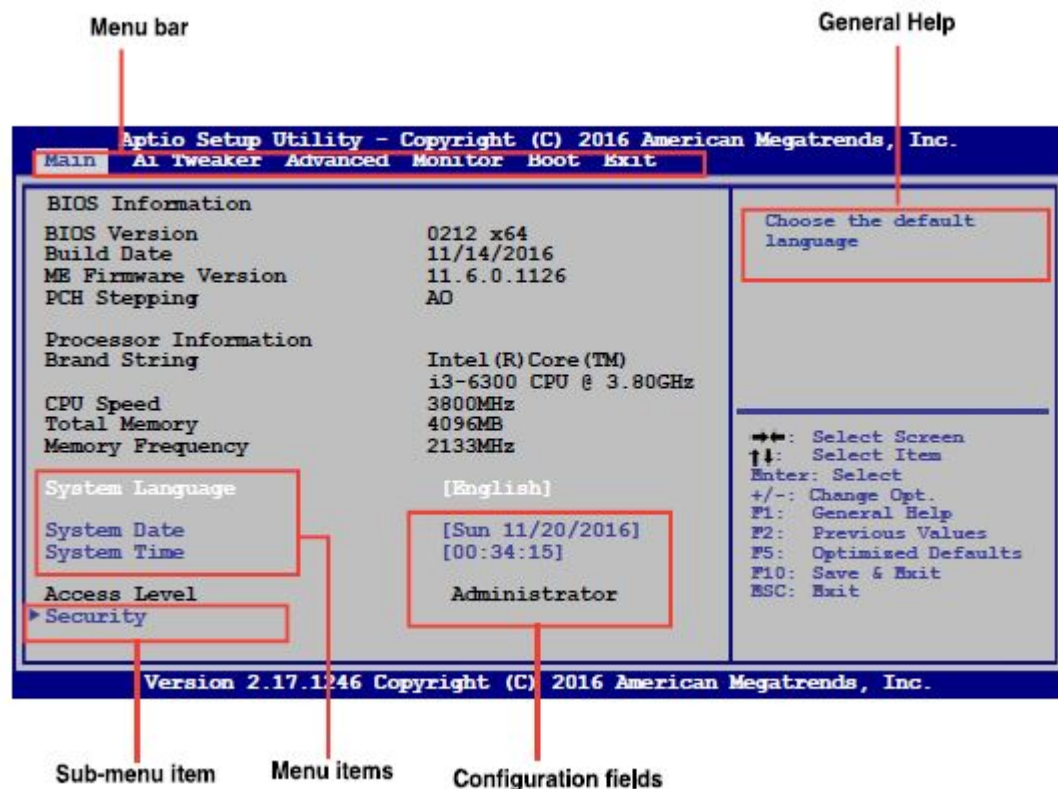 Menu bar
General Help
Aptio Setup Utility - Copyright (C) 2016 American Megatrends, Inc.
Main Ai Tweaker Advanced Monitor Boot Exit
BIOS Information
BIOS Version 0212 x64
Build Date 11/14/2016
ME Firmware Version 11.6.0.1126
PCH Stepping AO
Processor Information
Brand String Intel(R)Core(TM)
i3-6300 CPU @ 3.80GHz
CPU Speed 3800MHz
Total Memory 4096MB
Memory Frequency 2133MHz
System Language [English]
System Date [Sun 11/20/2016]
System Time [00:34:15]
Access Level Administrator
Security
Choose the default
language
→←: Select Screen
↑↓: Select Item
Enter: Select
+/-: Change Opt.
F1: General Help
F2: Previous Values
F5: Optimized Defaults
F10: Save & Exit
ESC: Exit
Version 2.17.1246 Copyright (C) 2016 American Megatrends, Inc.
Sub-menu item
Menu items
Configuration fields